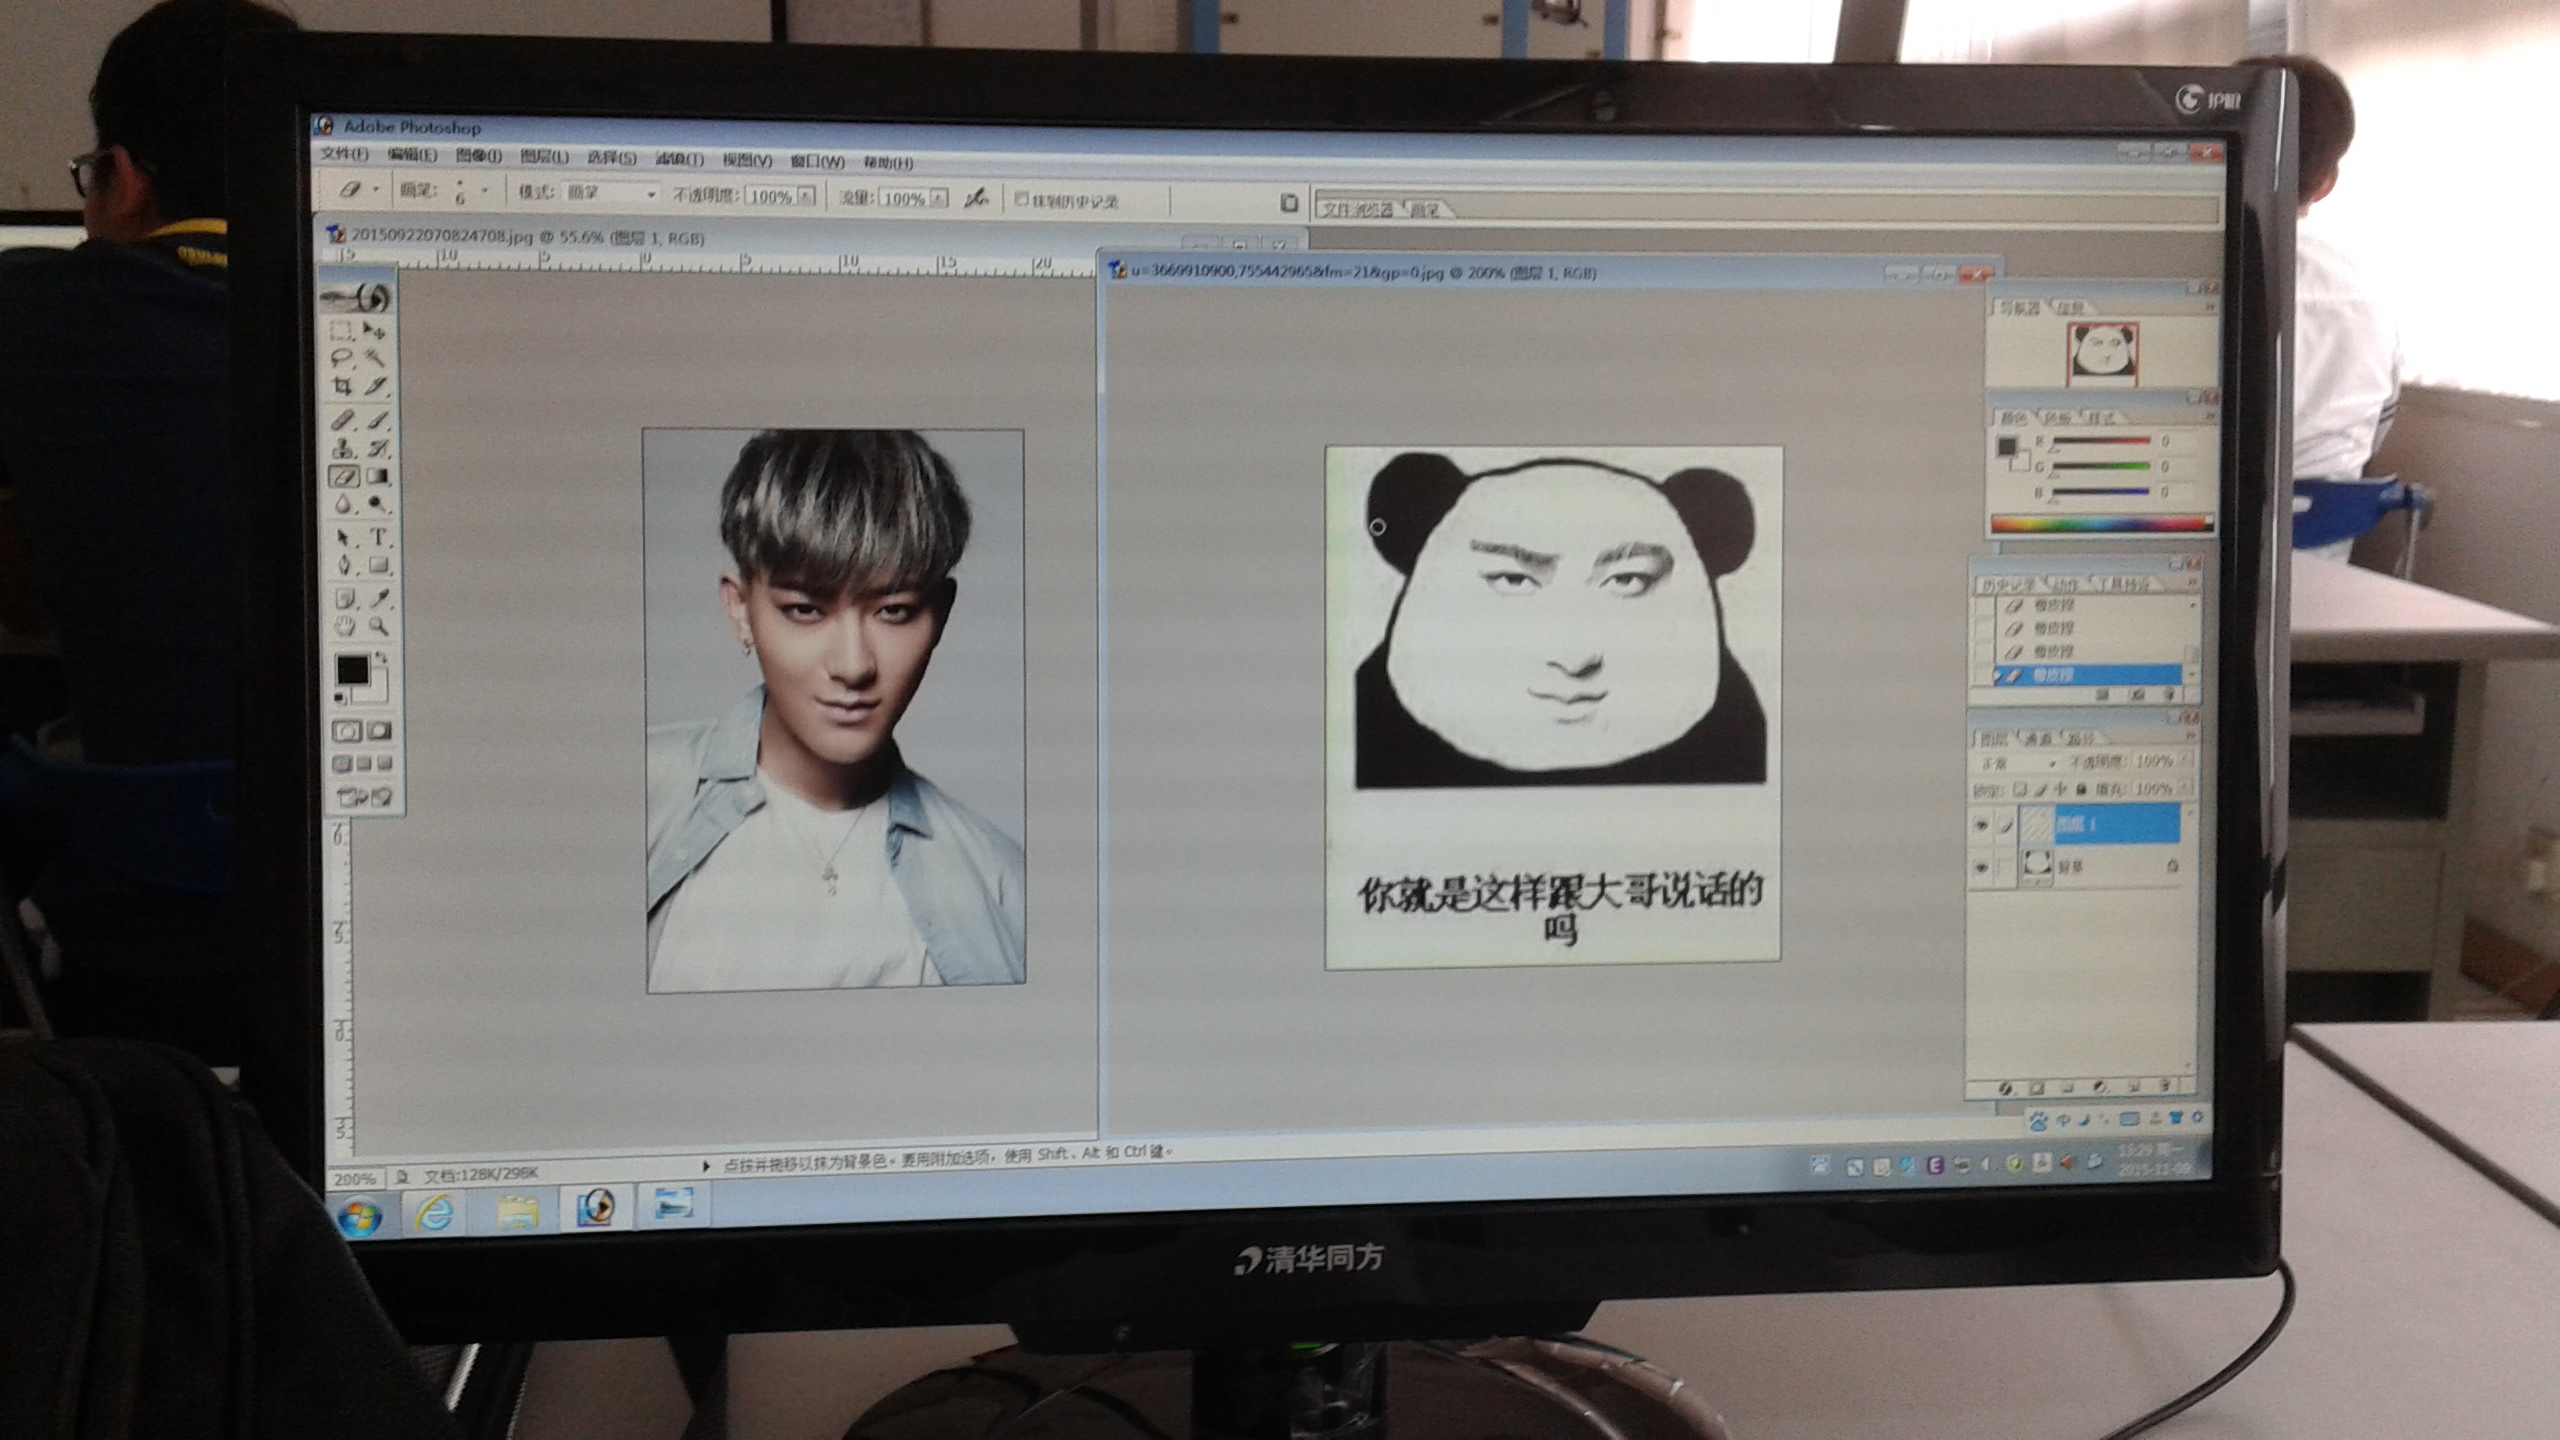 护眼
Adobe Photoshop
文件(F) 编辑(E) 图像(I) 图层(L) 选择(S) 滤镜(T) 视图(V) 窗口(W) 帮助(H)
画笔: 6 模式: 画笔 不透明度: 100% 流量: 100% 抹到历史记录
文件浏览器 画笔
20150922070824708.jpg @ 55.6% (图层 1, RGB)
15 10 5 0 5 10 15 20
u=3669910900,755442965&fm=21&gp=0.jpg @ 200% (图层 1, RGB)
导航器 信息
颜色 色板 样式
R 0
G 0
B 0
历史记录 动作 工具预设
橡皮擦
橡皮擦
橡皮擦
橡皮擦
图层 通道 路径
正常 不透明度: 100%
锁定: 填充: 100%
图层 1
背景
你就是这样跟大哥说话的
吗
中
200% 文档:128K/298K 点按并拖移以抹为背景色。要用附加选项，使用 Shift、Alt 和 Ctrl 键。
13:29 周一
2015-11-09
清华同方